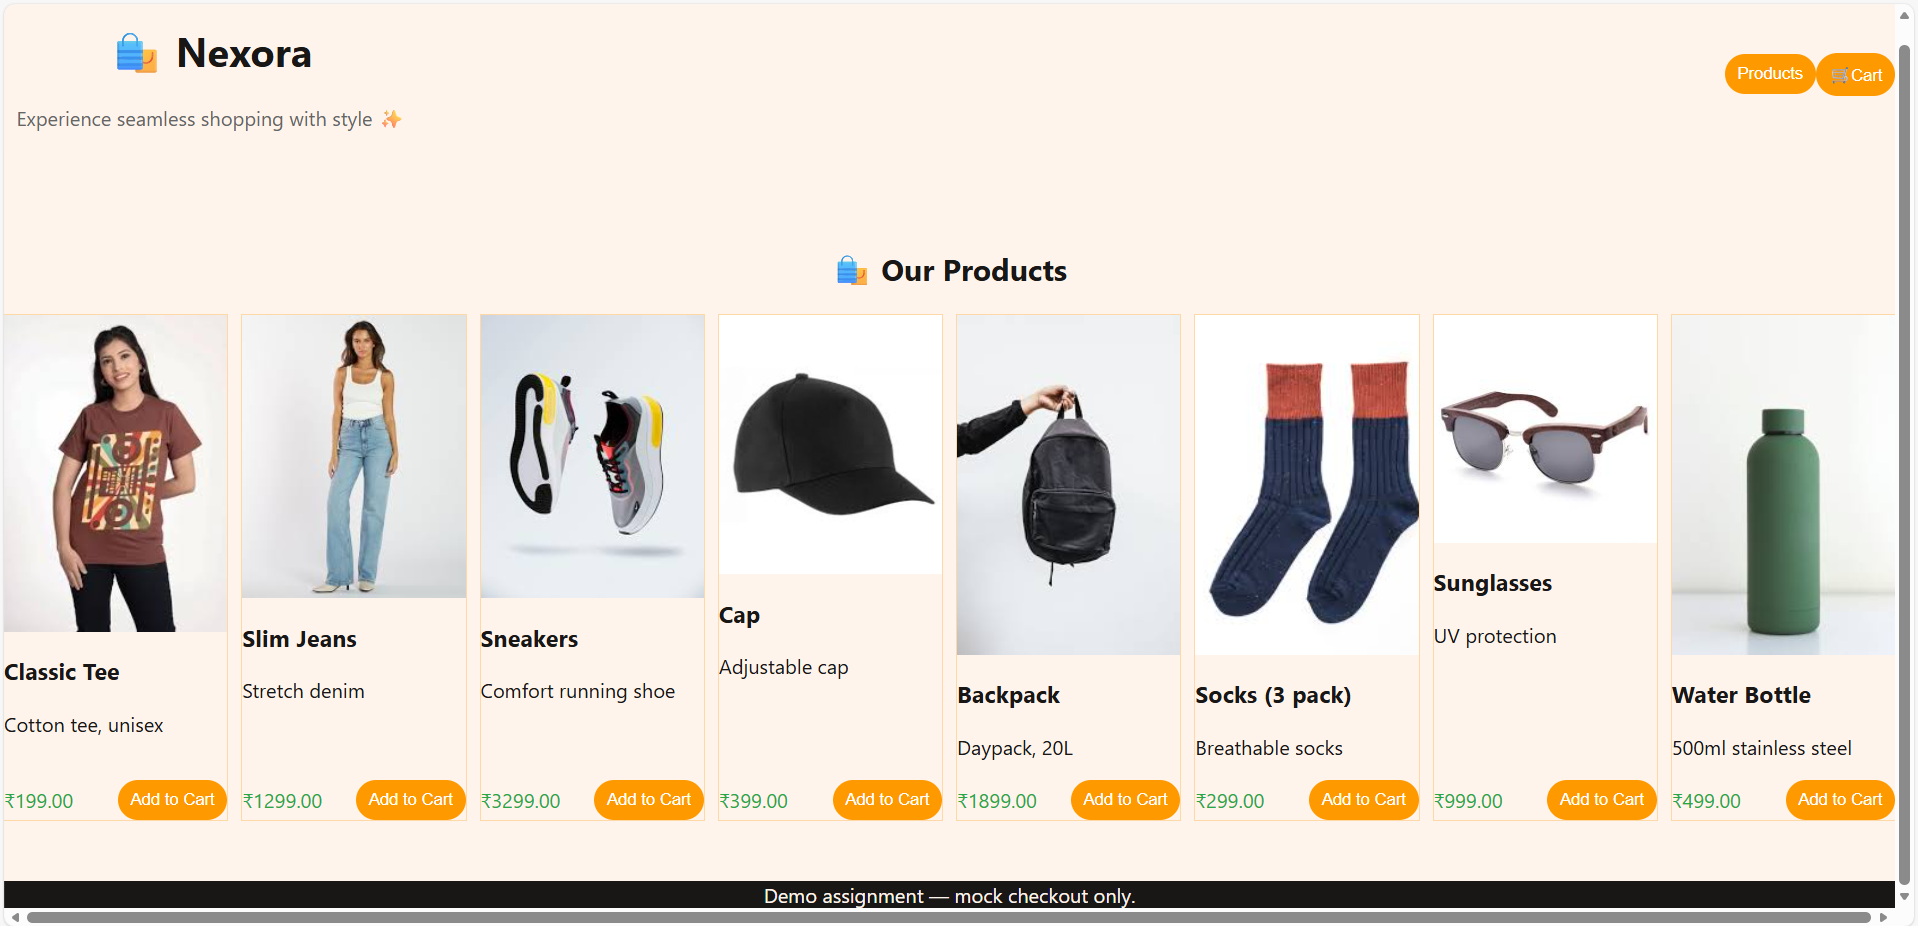 🛍️ Nexora
Products
🛒Cart
Experience seamless shopping with style ✨
🛍️ Our Products
Classic Tee
Cotton tee, unisex
₹199.00
Add to Cart
Slim Jeans
Stretch denim
₹1299.00
Add to Cart
Sneakers
Comfort running shoe
₹3299.00
Add to Cart
Cap
Adjustable cap
₹399.00
Add to Cart
Backpack
Daypack, 20L
₹1899.00
Add to Cart
Socks (3 pack)
Breathable socks
₹299.00
Add to Cart
Sunglasses
UV protection
₹999.00
Add to Cart
Water Bottle
500ml stainless steel
₹499.00
Add to Cart
Demo assignment — mock checkout only.